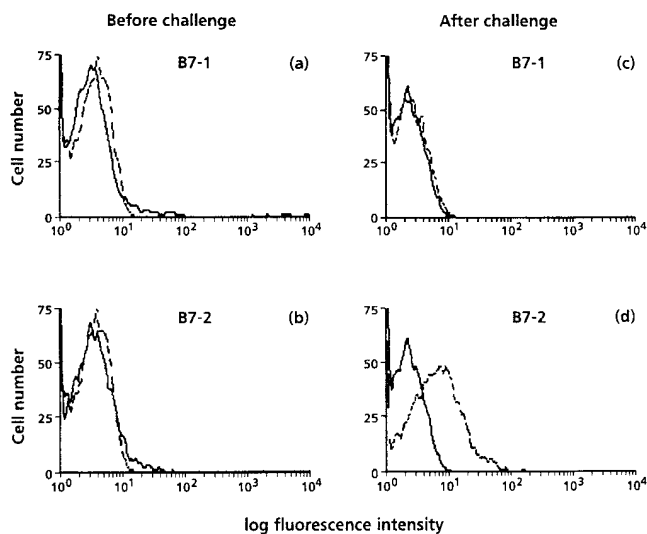 Before challenge
After challenge
75
50
25
0
Cell number
B7-1
(a)
10⁰
10¹
10²
10³
10⁴
75
50
25
0
B7-1
(c)
10⁰
10¹
10²
10³
10⁴
75
50
25
0
Cell number
B7-2
(b)
10⁰
10¹
10²
10³
10⁴
75
50
25
0
B7-2
(d)
10⁰
10¹
10²
10³
10⁴
log fluorescence intensity